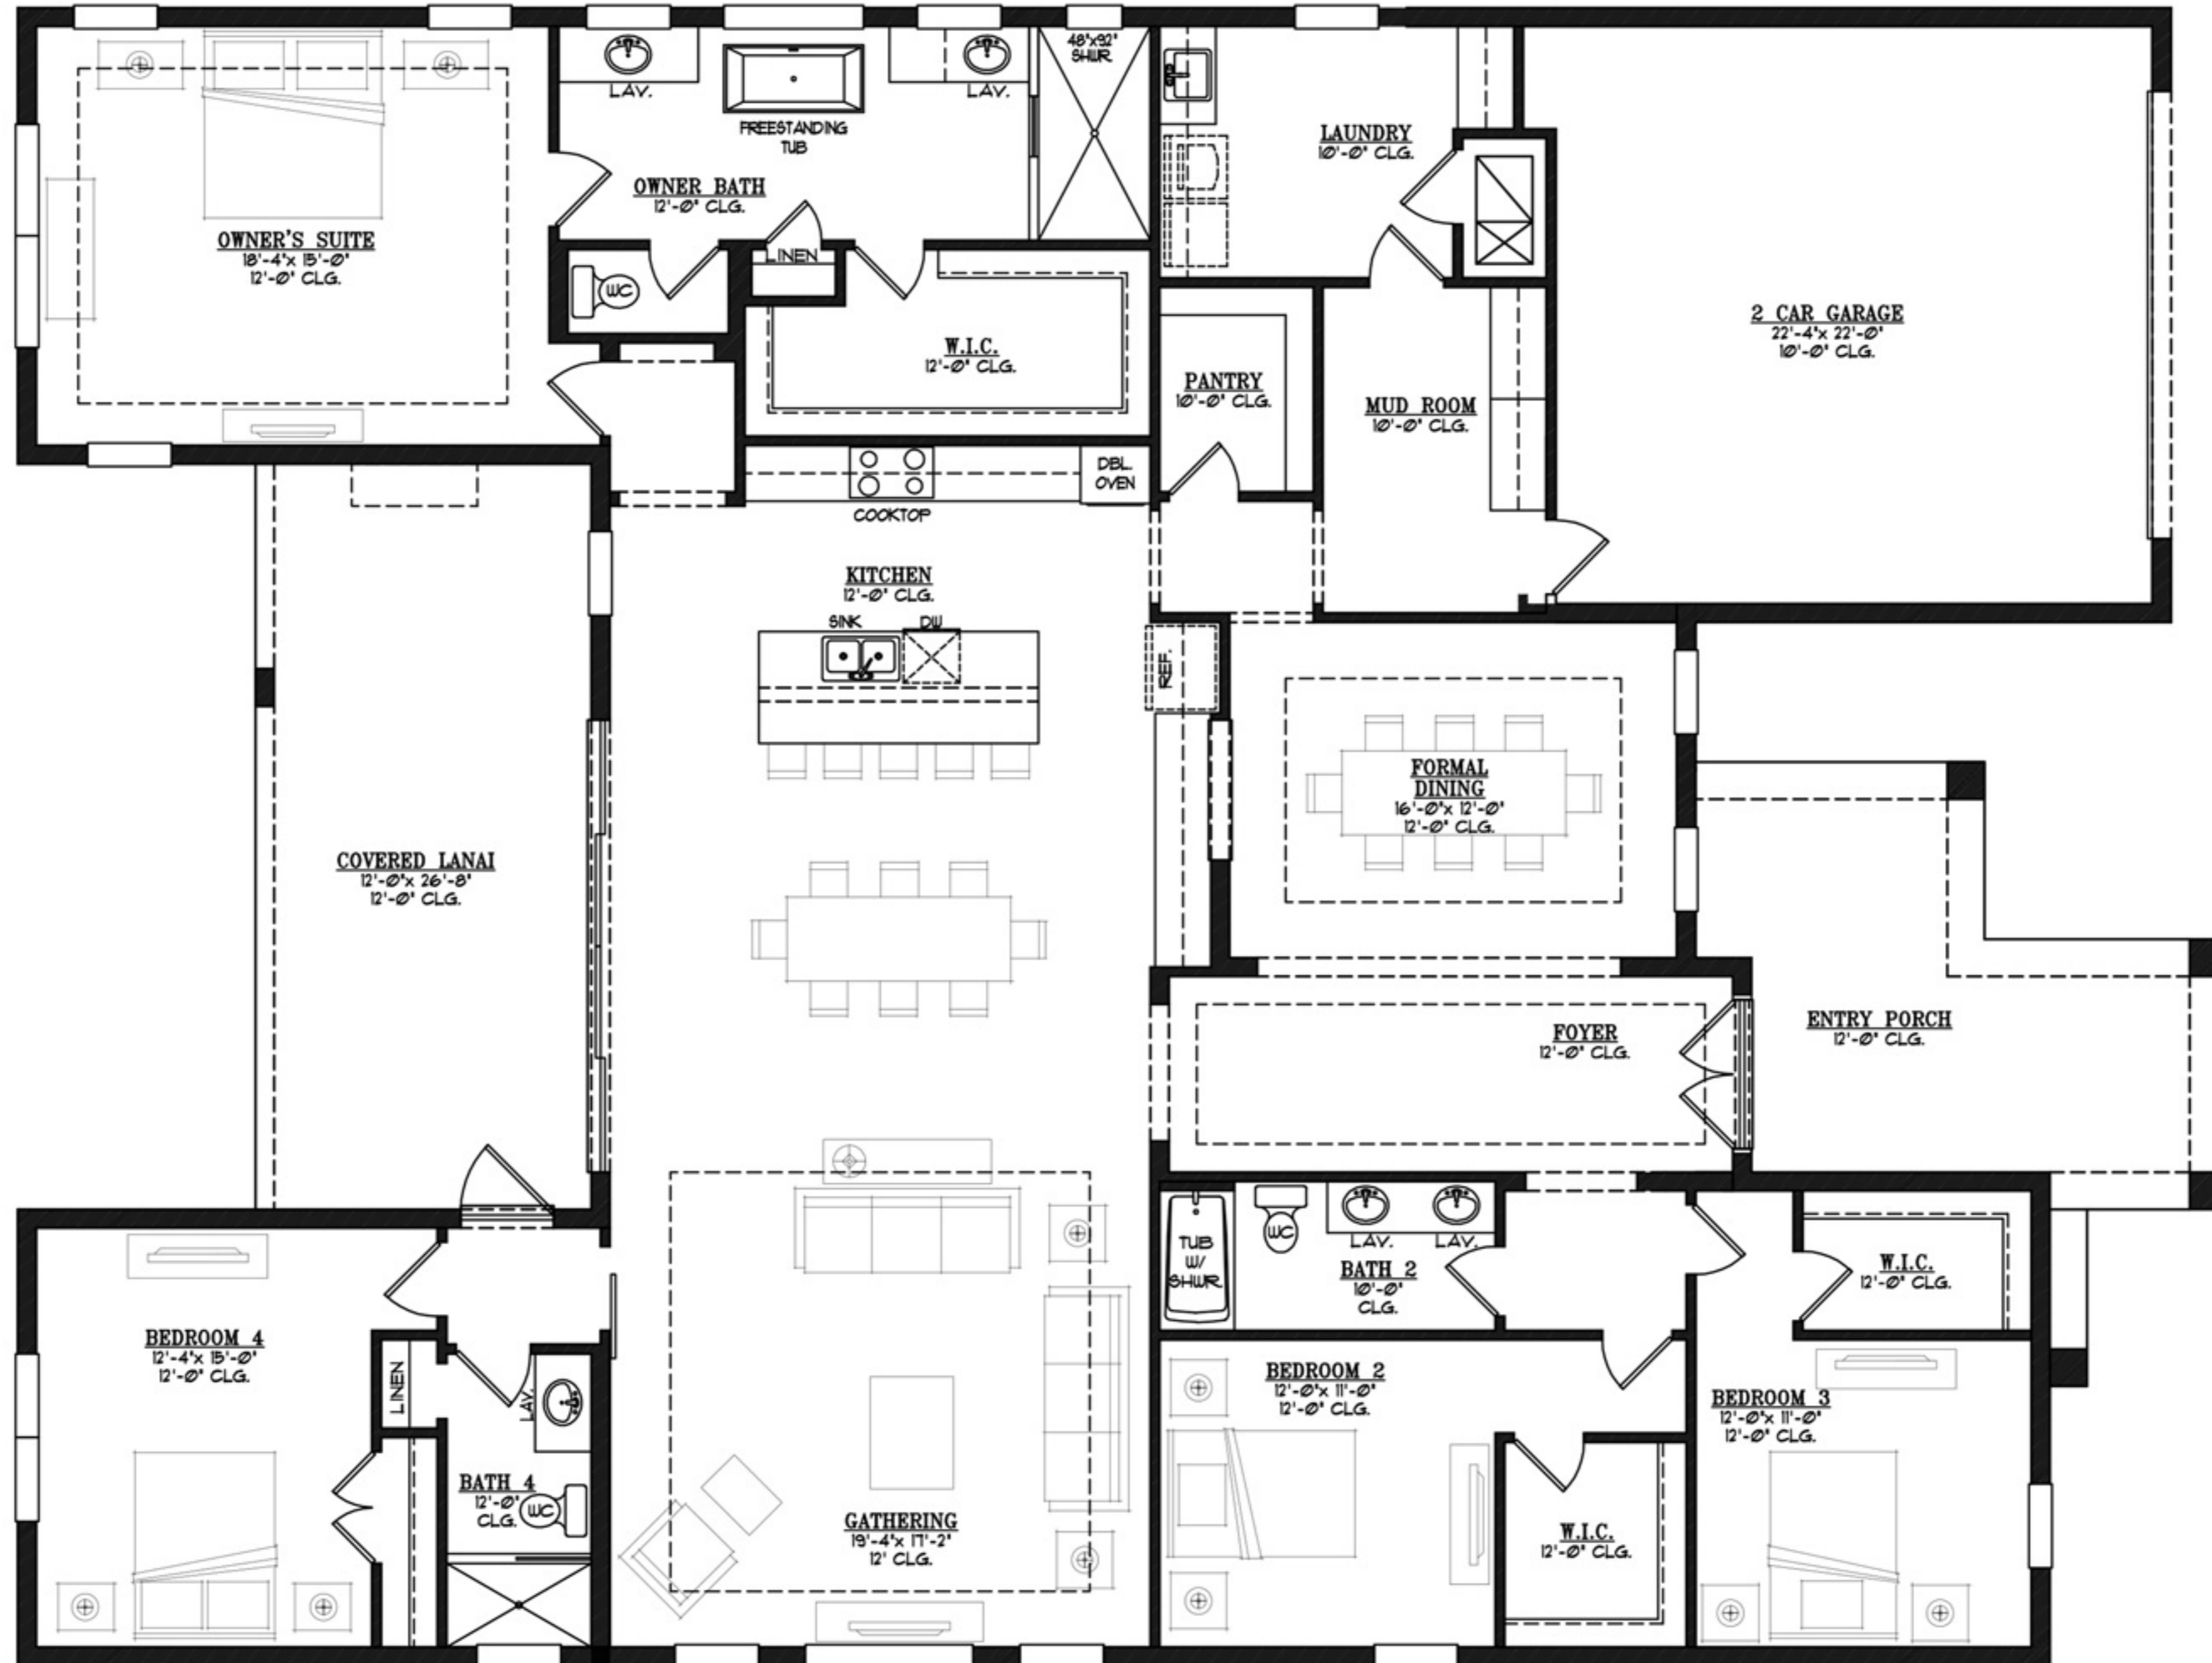 48"x92"
SHWR
LAV.
LAV.
FREESTANDING
TUB
OWNER BATH
12'-0" CLG.
LAUNDRY
10'-0" CLG.
OWNER'S SUITE
18'-4"x 15'-0"
12'-0" CLG.
LINEN
WC
2 CAR GARAGE
22'-4"x 22'-0"
10'-0" CLG.
W.I.C.
12'-0" CLG.
PANTRY
10'-0" CLG.
MUD ROOM
10'-0" CLG.
DBL.
OVEN
COOKTOP
KITCHEN
12'-0" CLG.
SINK
DW
REF.
FORMAL
DINING
16'-0"x 12'-0"
12'-0" CLG.
COVERED LANAI
12'-0"x 26'-8"
12'-0" CLG.
FOYER
12'-0" CLG.
ENTRY PORCH
12'-0" CLG.
TUB
W/
SHWR
WC
LAV.
LAV.
BATH 2
10'-0"
CLG.
W.I.C.
12'-0" CLG.
BEDROOM 4
12'-4"x 15'-0"
12'-0" CLG.
LINEN
LAV.
BEDROOM 2
12'-0"x 11'-0"
12'-0" CLG.
BEDROOM 3
12'-0"x 11'-0"
12'-0" CLG.
BATH 4
12'-0"
CLG.
WC
GATHERING
19'-4"x 17'-2"
12' CLG.
W.I.C.
12'-0" CLG.